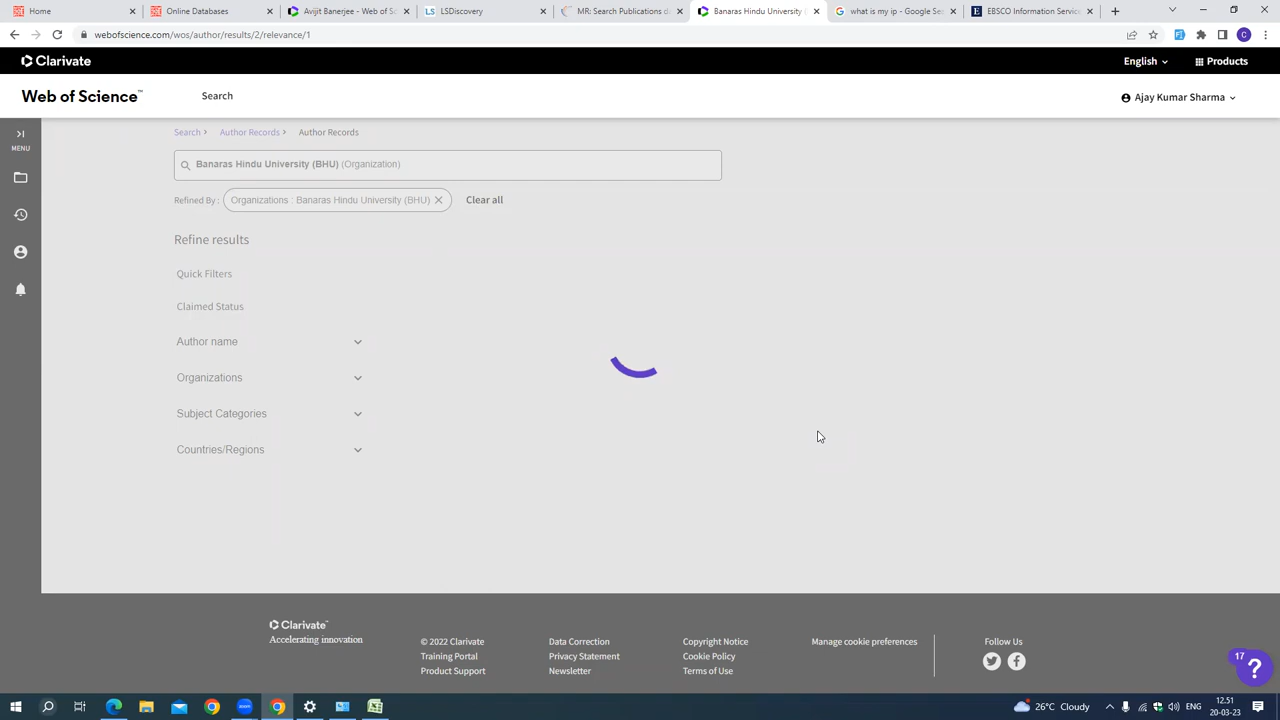 Home
Online Databases
Avijit Banerjee - Web of Sc
LSDiscovery
MR: Search Publications d
Banaras Hindu University (
what is my ip - Google Se
EBSCO Information Service
webofscience.com/wos/author/results/2/relevance/1
Clarivate
English
Products
Web of Science™
Search
Ajay Kumar Sharma
MENU
Search > Author Records > Author Records
Banaras Hindu University (BHU) (Organization)
Refined By : Organizations : Banaras Hindu University (BHU) Clear all
Refine results
Quick Filters
Claimed Status
Author name
Organizations
Subject Categories
Countries/Regions
Clarivate™
Accelerating innovation
© 2022 Clarivate
Training Portal
Product Support
Data Correction
Privacy Statement
Newsletter
Copyright Notice
Cookie Policy
Terms of Use
Manage cookie preferences
Follow Us
17
?
26°C Cloudy
12.51
20-03-23